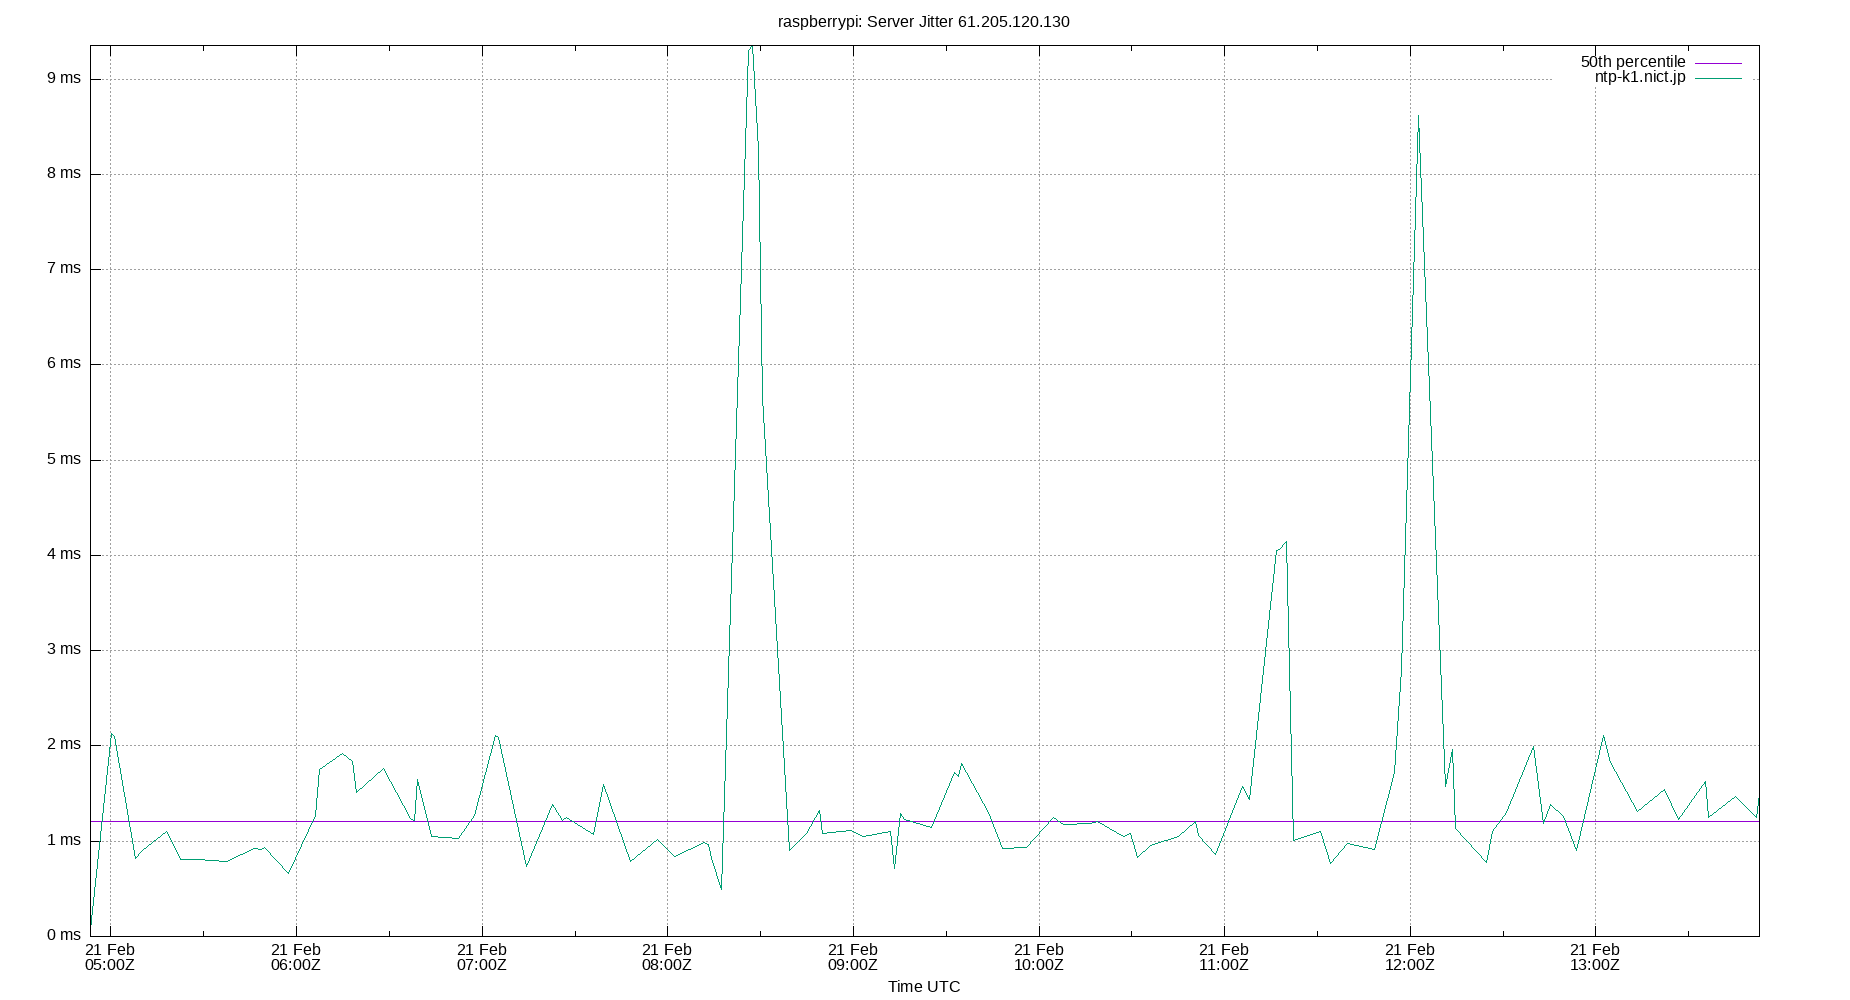 raspberrypi: Server Jitter 61.205.120.130
50th percentile
ntp-k1.nict.jp
9 ms
8 ms
7 ms
6 ms
5 ms
4 ms
3 ms
2 ms
1 ms
0 ms
21 Feb 21 Feb 21 Feb 21 Feb 21 Feb 21 Feb 21 Feb 21 Feb 21 Feb
05:00Z 06:00Z 07:00Z 08:00Z 09:00Z 10:00Z 11:00Z 12:00Z 13:00Z
Time UTC